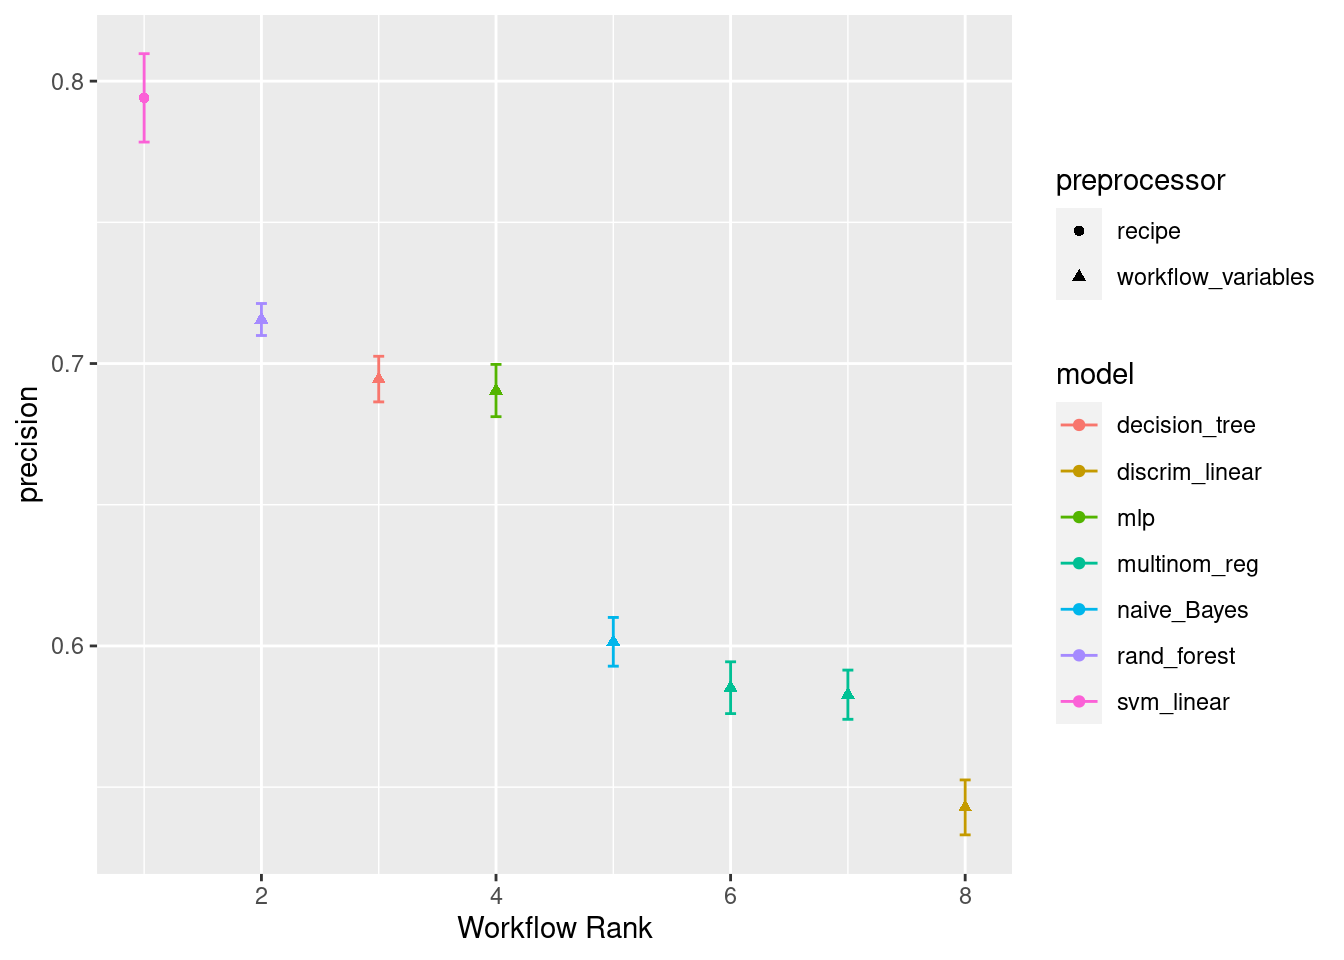 0.8
0.7
0.6
precision
2
4
6
8
Workflow Rank
preprocessor
recipe
workflow_variables
model
decision_tree
discrim_linear
mlp
multinom_reg
naive_Bayes
rand_forest
svm_linear